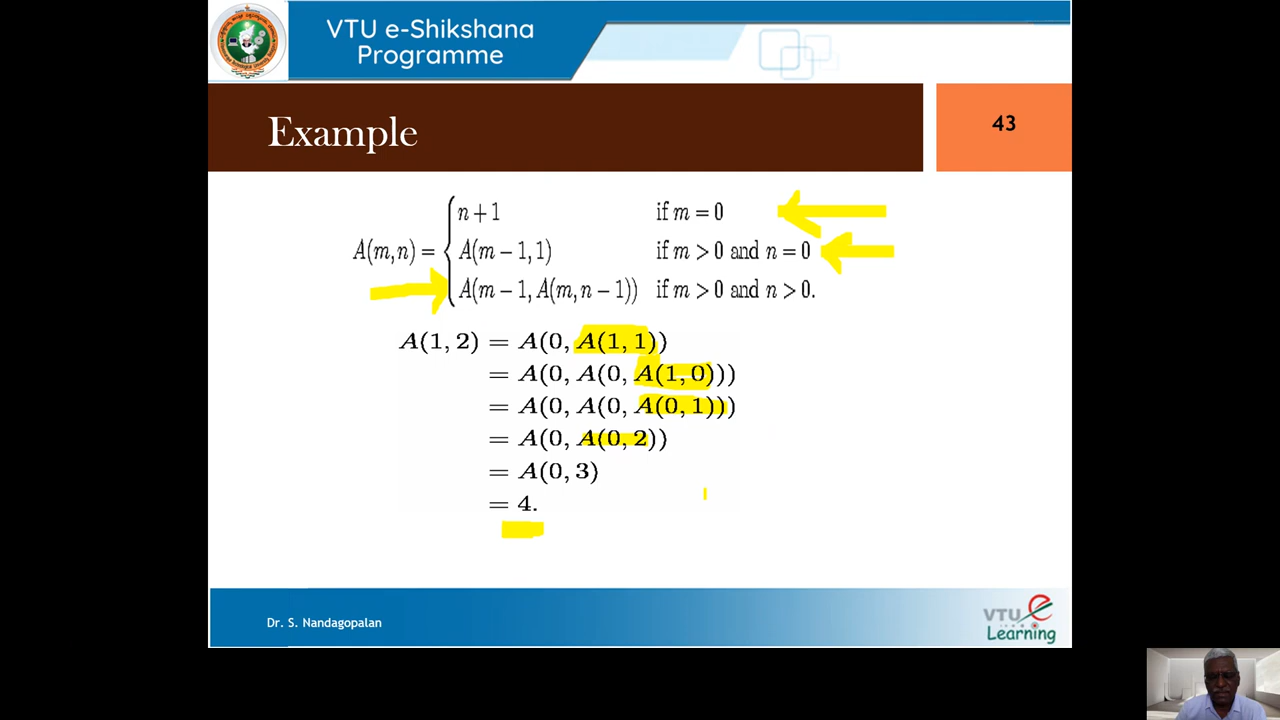 VTU e-Shikshana
Programme
Example
43
A(m,n) = { n + 1 if m = 0
A(m − 1, 1) if m > 0 and n = 0
A(m − 1, A(m, n − 1)) if m > 0 and n > 0.
A(1, 2) = A(0, A(1, 1))
= A(0, A(0, A(1, 0)))
= A(0, A(0, A(0, 1)))
= A(0, A(0, 2))
= A(0, 3)
= 4.
Dr. S. Nandagopalan
VTU e
Learning